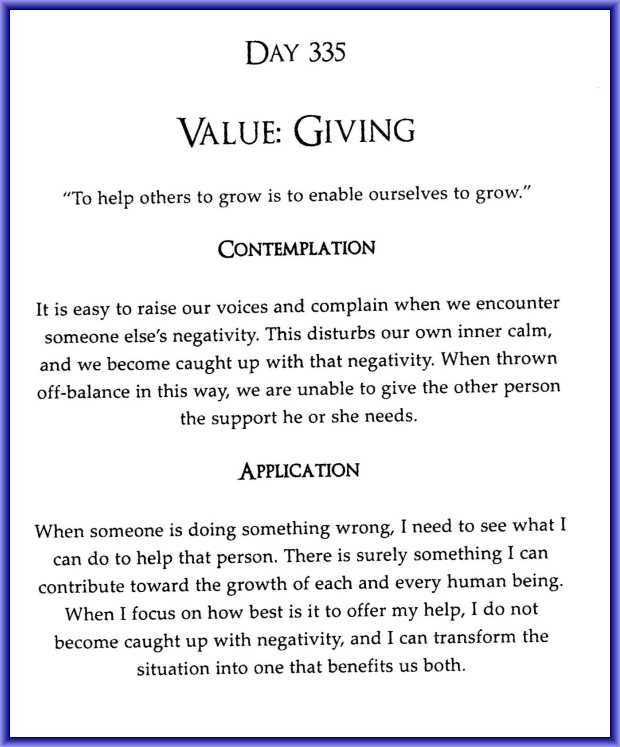 DAY 335
VALUE: GIVING
“To help others to grow is to enable ourselves to grow.”
CONTEMPLATION
It is easy to raise our voices and complain when we encounter
someone else’s negativity. This disturbs our own inner calm,
and we become caught up with that negativity. When thrown
off-balance in this way, we are unable to give the other person
the support he or she needs.
APPLICATION
When someone is doing something wrong, I need to see what I
can do to help that person. There is surely something I can
contribute toward the growth of each and every human being.
When I focus on how best is it to offer my help, I do not
become caught up with negativity, and I can transform the
situation into one that benefits us both.